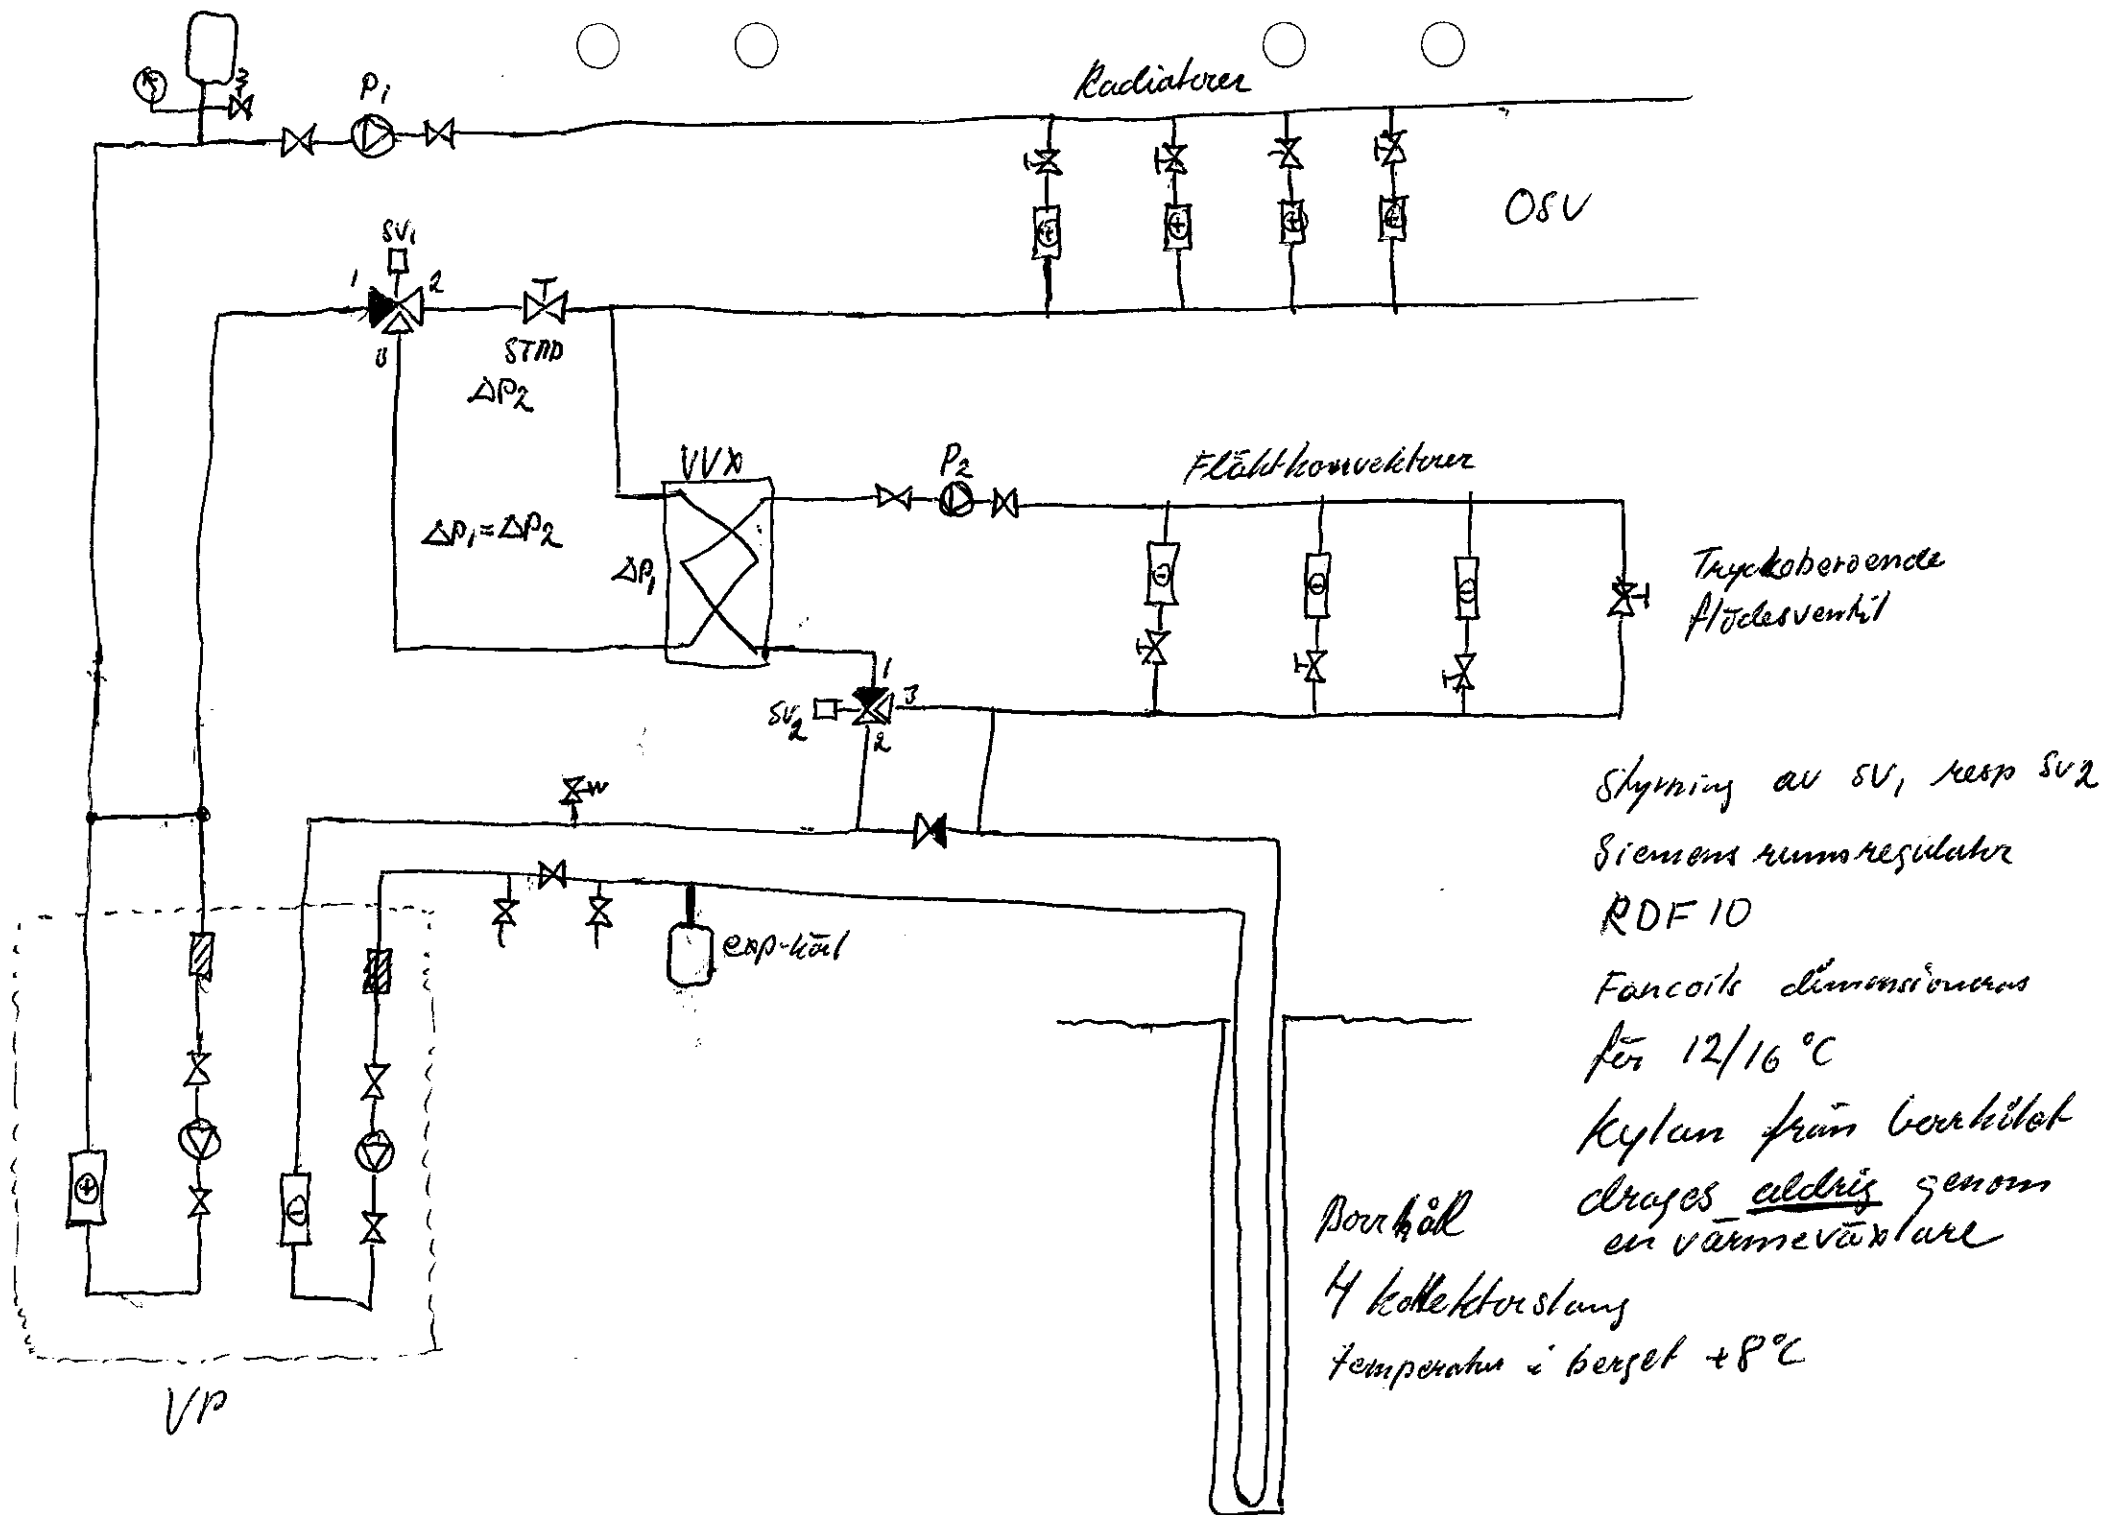 P1
Radiatorer
OSV
SV1
1
2
3
STAD
ΔP2
VVX
P2
Fläktkonvektorer
ΔP1=ΔP2
ΔP1
Tryckoberoende
flödesventil
1
3
SV2
2
Styrning av SV1 resp SV2
Siemens rumsregulator
RDF 10
exp-kärl
Fancoils dimensioneras
för 12/16 °C
Kylan från borrhålet
drages aldrig genom
en värmeväxlare
Borrhål
4 kollektorslang
temperatur i berget +8°C
VP